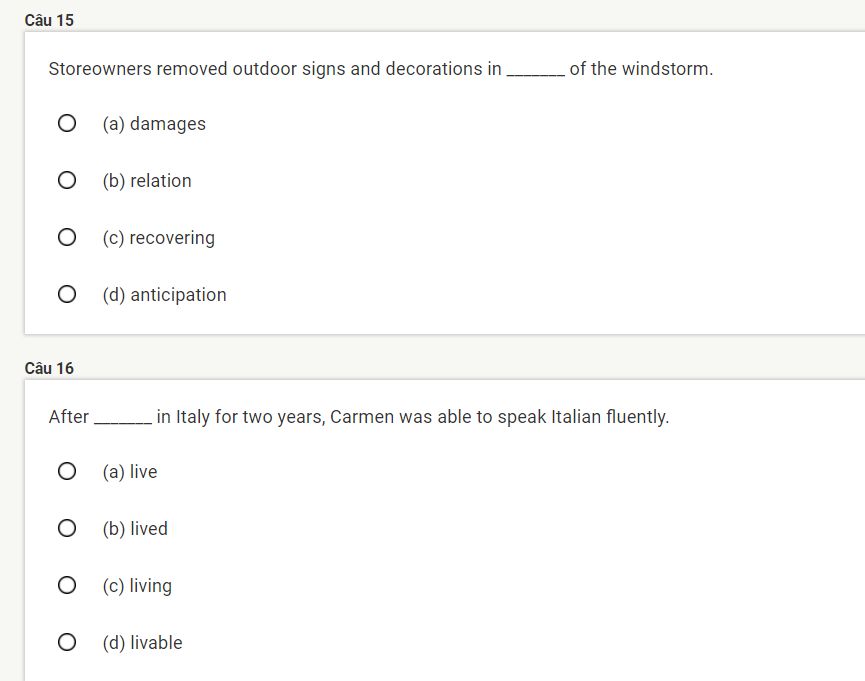 Câu 15
Storeowners removed outdoor signs and decorations in _______ of the windstorm.
(a) damages
(b) relation
(c) recovering
(d) anticipation
Câu 16
After _______ in Italy for two years, Carmen was able to speak Italian fluently.
(a) live
(b) lived
(c) living
(d) livable